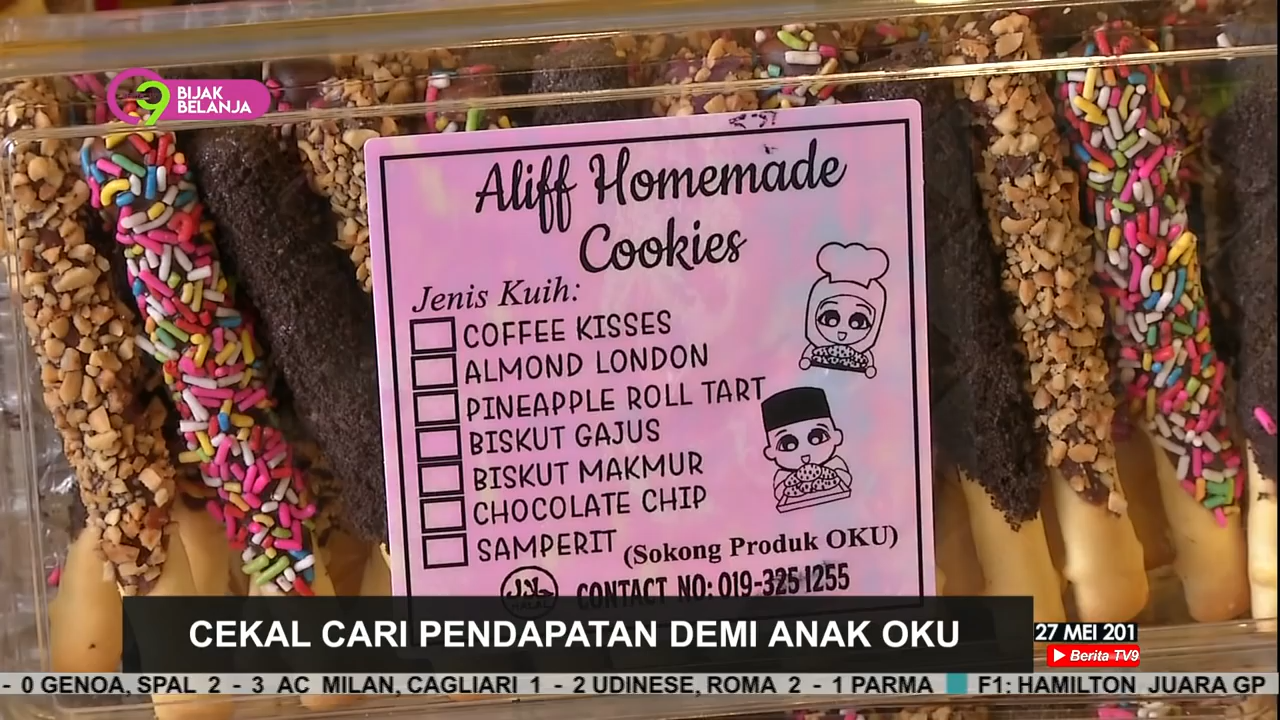 9 BIJAK
BELANJA
Aliff Homemade
Cookies
Jenis Kuih:
COFFEE KISSES
ALMOND LONDON
PINEAPPLE ROLL TART
BISKUT GAJUS
BISKUT MAKMUR
CHOCOLATE CHIP
SAMPERIT
(Sokong Produk OKU)
HALAL
CONTACT NO: 019-325 1255
CEKAL CARI PENDAPATAN DEMI ANAK OKU
27 MEI 201
Berita TV9
- 0 GENOA, SPAL 2 - 3 AC MILAN, CAGLIARI 1 - 2 UDINESE, ROMA 2 - 1 PARMA F1: HAMILTON JUARA GP